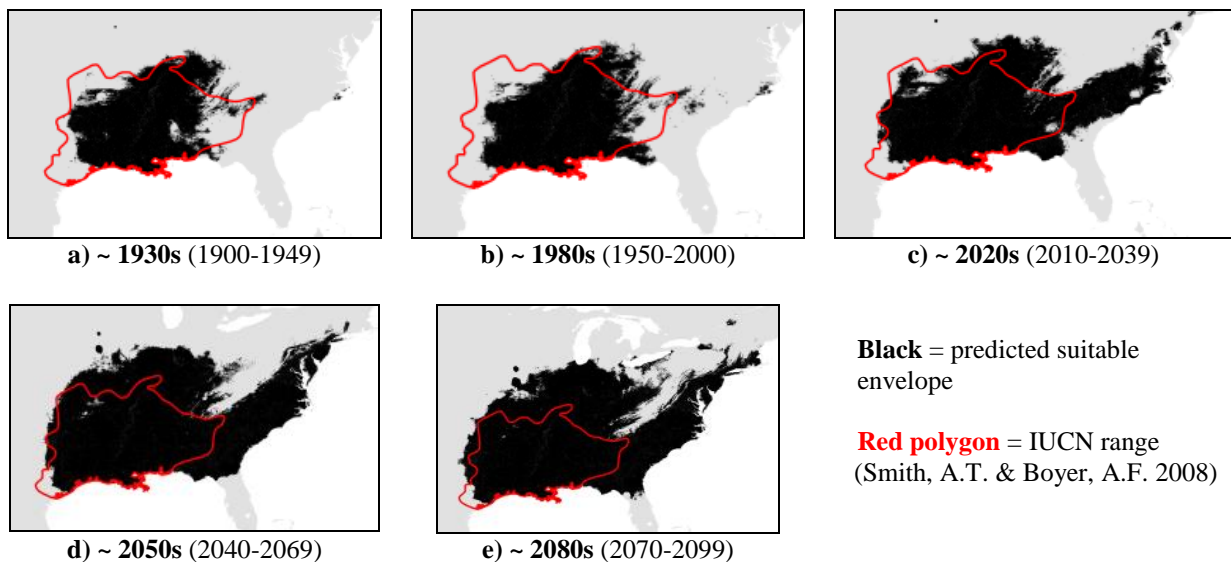 a) ~ 1930s (1900-1949)
b) ~ 1980s (1950-2000)
c) ~ 2020s (2010-2039)
d) ~ 2050s (2040-2069)
e) ~ 2080s (2070-2099)
Black = predicted suitable
envelope
Red polygon = IUCN range
(Smith, A.T. & Boyer, A.F. 2008)